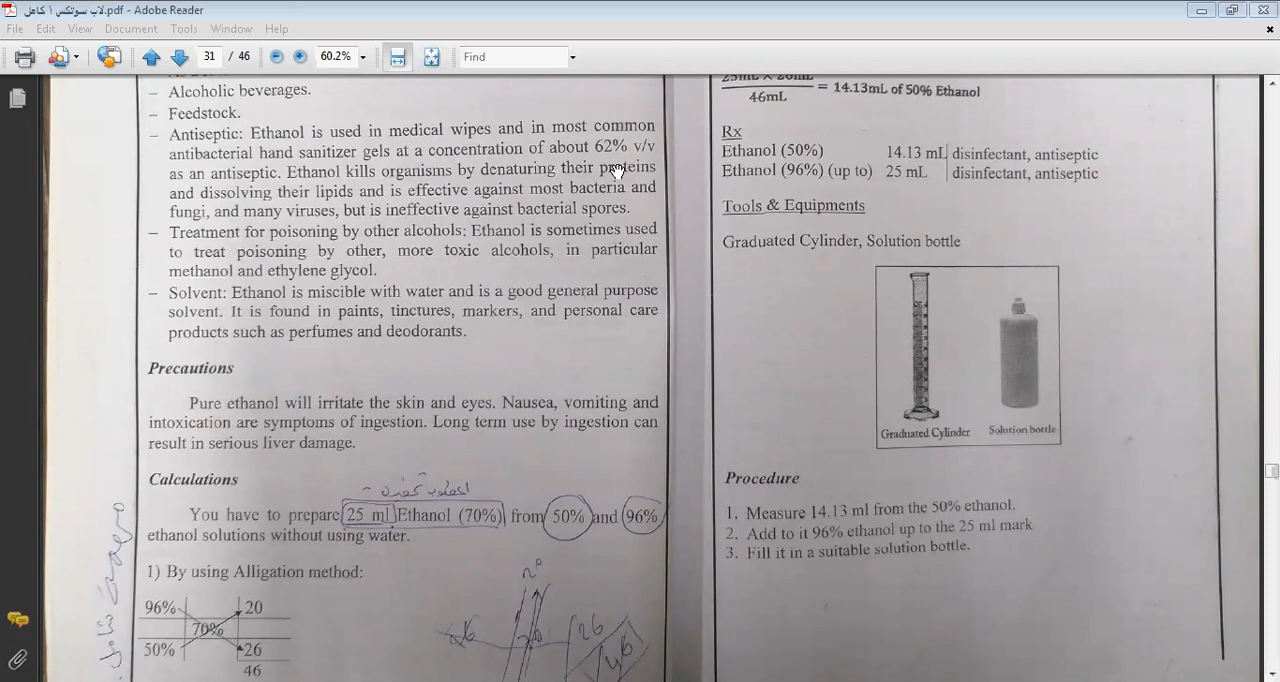 لاب سوتكس ١ كاهل.pdf - Adobe Reader
File Edit View Document Tools Window Help
31 / 46 60.2% Find
– Alcoholic beverages.
– Feedstock.
– Antiseptic: Ethanol is used in medical wipes and in most common
antibacterial hand sanitizer gels at a concentration of about 62% v/v
as an antiseptic. Ethanol kills organisms by denaturing their proteins
and dissolving their lipids and is effective against most bacteria and
fungi, and many viruses, but is ineffective against bacterial spores.
– Treatment for poisoning by other alcohols: Ethanol is sometimes used
to treat poisoning by other, more toxic alcohols, in particular
methanol and ethylene glycol.
– Solvent: Ethanol is miscible with water and is a good general purpose
solvent. It is found in paints, tinctures, markers, and personal care
products such as perfumes and deodorants.
Precautions
Pure ethanol will irritate the skin and eyes. Nausea, vomiting and
intoxication are symptoms of ingestion. Long term use by ingestion can
result in serious liver damage.
Calculations
You have to prepare 25 ml Ethanol (70%) from 50% and 96%
ethanol solutions without using water.
1) By using Alligation method:
96% 20
70%
50% 26
46
26
25mL × 26mL
46mL
= 14.13mL of 50% Ethanol
Rx
Ethanol (50%) 14.13 mL disinfectant, antiseptic
Ethanol (96%) (up to) 25 mL disinfectant, antiseptic
Tools & Equipments
Graduated Cylinder, Solution bottle
Graduated Cylinder Solution bottle
Procedure
1. Measure 14.13 ml from the 50% ethanol.
2. Add to it 96% ethanol up to the 25 ml mark
3. Fill it in a suitable solution bottle.